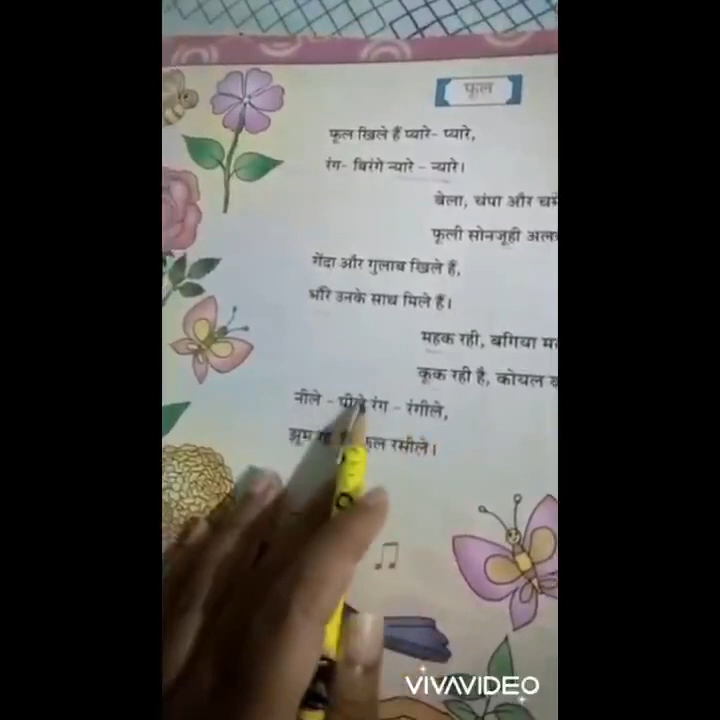 फूल
फूल खिले हैं प्यारे- प्यारे,
रंग- बिरंगे न्यारे - न्यारे।
बेला, चंपा और
फूली सोनजूही
गेंदा और गुलाब खिले हैं,
भौंरे उनके साथ मिले हैं।
महक रही, बगिया
कूक रही है, कोयल
नीले - पीले रंग - रंगीले,
झूम फूल रसीले।
VIVAVIDEO